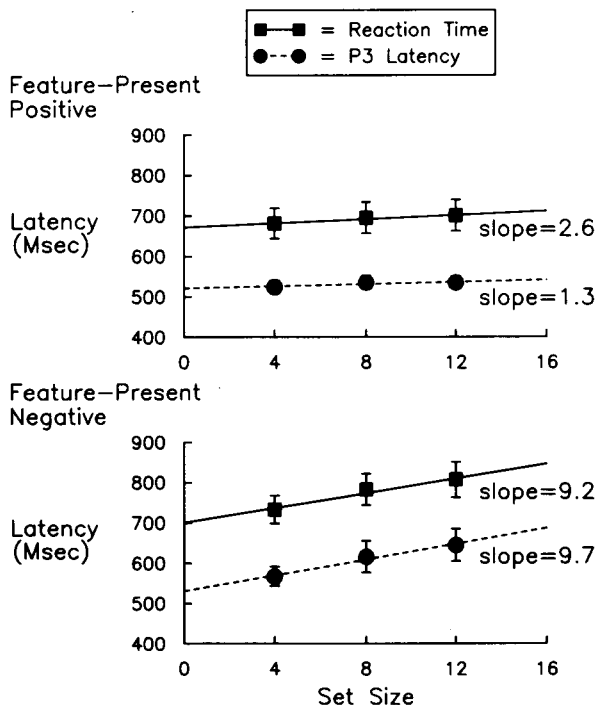 = Reaction Time
= P3 Latency
Feature-Present
Positive
900
800
700
600
500
400
Latency
(Msec)
slope=2.6
slope=1.3
0 4 8 12 16
Feature-Present
Negative
900
800
700
600
500
400
Latency
(Msec)
slope=9.2
slope=9.7
0 4 8 12 16
Set Size